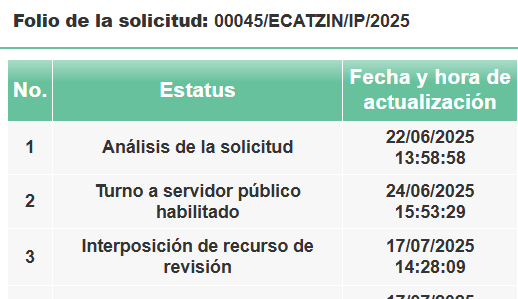 Folio de la solicitud: 00045/ECATZIN/IP/2025
No. Estatus Fecha y hora de
actualización
1 Análisis de la solicitud 22/06/2025
13:58:58
2 Turno a servidor público 24/06/2025
habilitado 15:53:29
3 Interposición de recurso de 17/07/2025
revisión 14:28:09